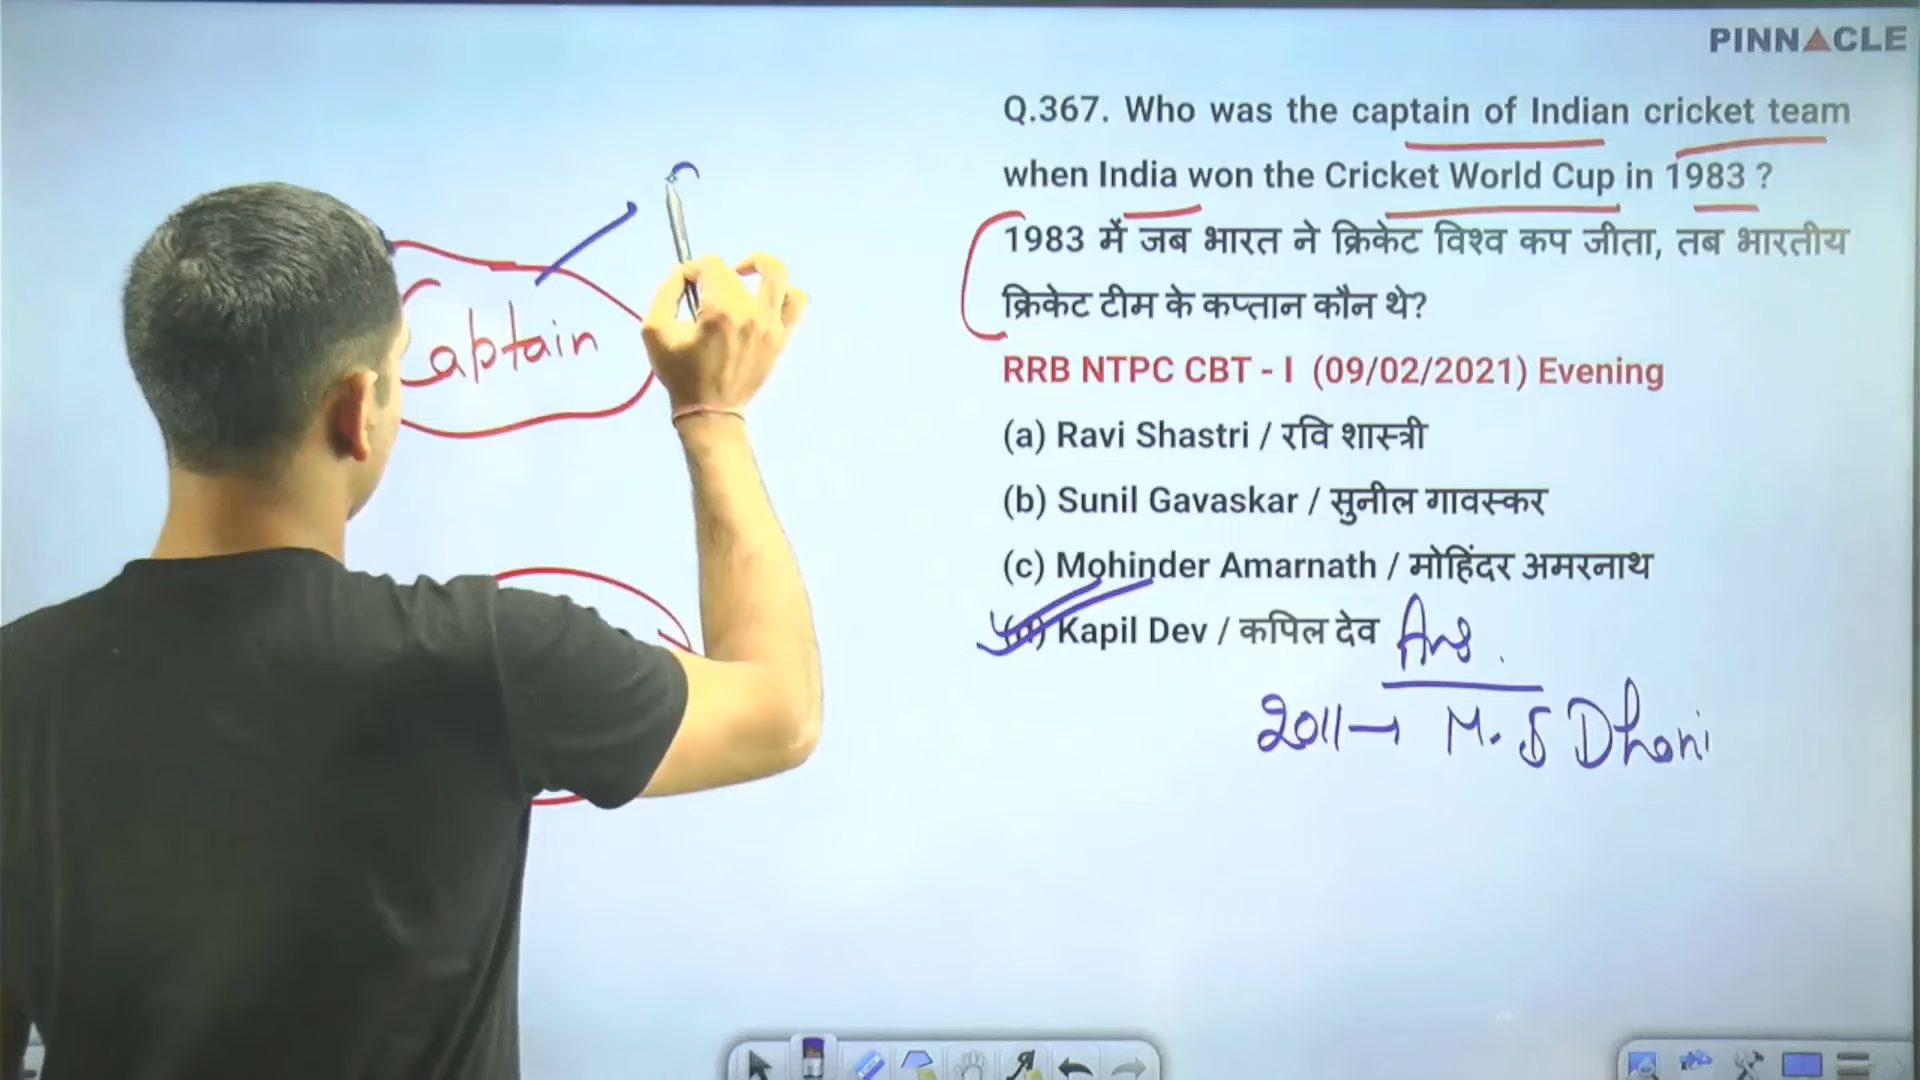 PINNACLE
Q.367. Who was the captain of Indian cricket team
when India won the Cricket World Cup in 1983 ?
1983 में जब भारत ने क्रिकेट विश्व कप जीता, तब भारतीय
क्रिकेट टीम के कप्तान कौन थे?
RRB NTPC CBT - I (09/02/2021) Evening
(a) Ravi Shastri / रवि शास्त्री
(b) Sunil Gavaskar / सुनील गावस्कर
(c) Mohinder Amarnath / मोहिंदर अमरनाथ
(d) Kapil Dev / कपिल देव Ans.
2011→ M.S Dhoni
Captain